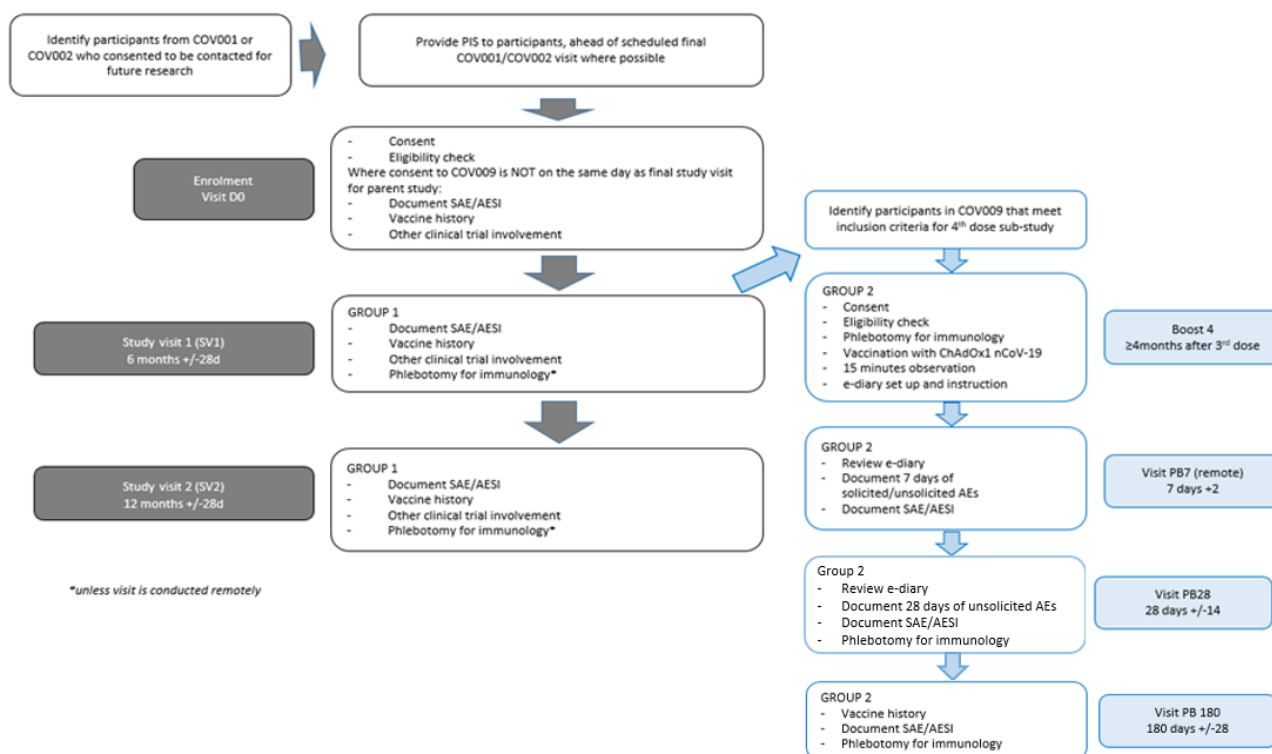 Identify participants from COV001 or
COV002 who consented to be contacted for
future research
Provide PIS to participants, ahead of scheduled final
COV001/COV002 visit where possible
Enrolment
Visit D0
- Consent
- Eligibility check
Where consent to COV009 is NOT on the same day as final study visit
for parent study:
- Document SAE/AESI
- Vaccine history
- Other clinical trial involvement
Study visit 1 (SV1)
6 months +/-28d
GROUP 1
- Document SAE/AESI
- Vaccine history
- Other clinical trial involvement
- Phlebotomy for immunology*
Study visit 2 (SV2)
12 months +/-28d
GROUP 1
- Document SAE/AESI
- Vaccine history
- Other clinical trial involvement
- Phlebotomy for immunology*
*unless visit is conducted remotely
Identify participants in COV009 that meet
inclusion criteria for 4th dose sub-study
GROUP 2
- Consent
- Eligibility check
- Phlebotomy for immunology
- Vaccination with ChAdOx1 nCoV-19
- 15 minutes observation
- e-diary set up and instruction
Boost 4
≥4months after 3rd dose
GROUP 2
- Review e-diary
- Document 7 days of
solicited/unsolicited AEs
- Document SAE/AESI
Visit PB7 (remote)
7 days +2
Group 2
- Review e-diary
- Document 28 days of unsolicited AEs
- Document SAE/AESI
- Phlebotomy for immunology
Visit PB28
28 days +/-14
GROUP 2
- Vaccine history
- Document SAE/AESI
- Phlebotomy for immunology
Visit PB 180
180 days +/-28